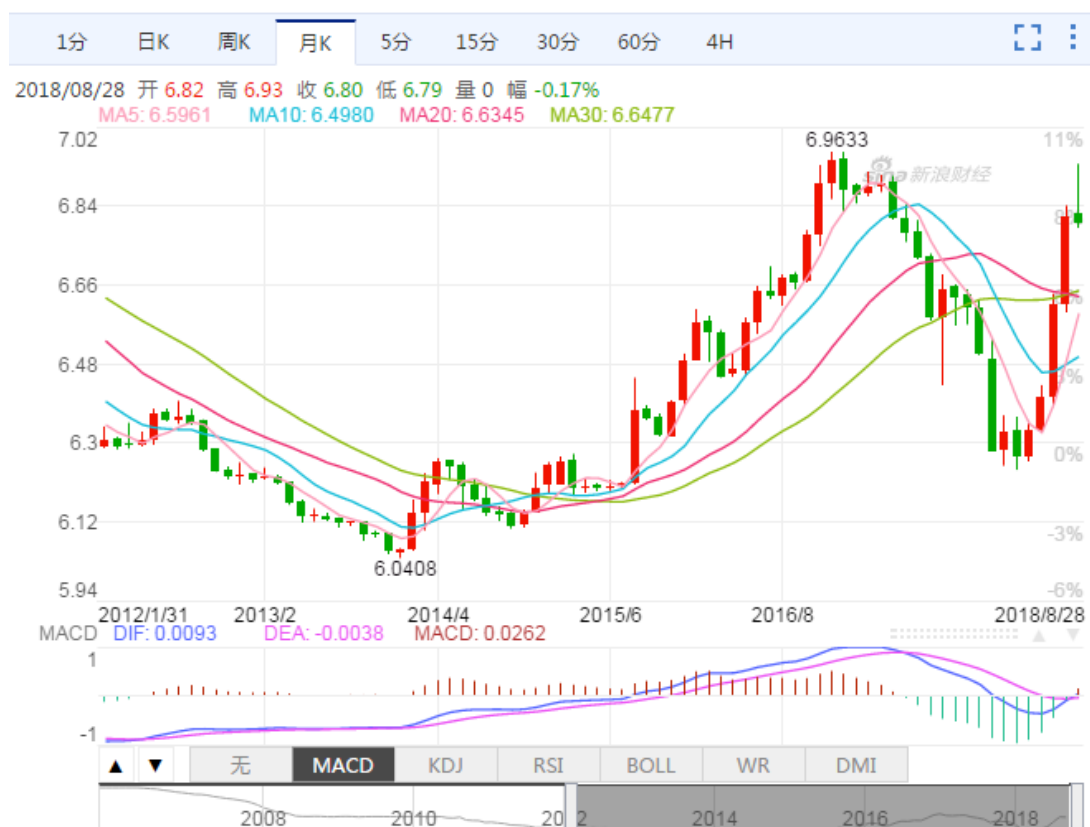 1分 日K 周K 月K 5分 15分 30分 60分 4H
2018/08/28 开 6.82 高 6.93 收 6.80 低 6.79 量 0 幅 -0.17%
MA5: 6.5961 MA10: 6.4980 MA20: 6.6345 MA30: 6.6477
7.02 6.9633 11%
sina 新浪财经
6.84
6.66
6.48
6.3 0%
6.12 -3%
6.0408
5.94 -6%
2012/1/31 2013/2 2014/4 2015/6 2016/8 2018/8/28
MACD DIF: 0.0093 DEA: -0.0038 MACD: 0.0262
1
-1
▲ ▼ 无 MACD KDJ RSI BOLL WR DMI
2008 2010 2014 2016 2018